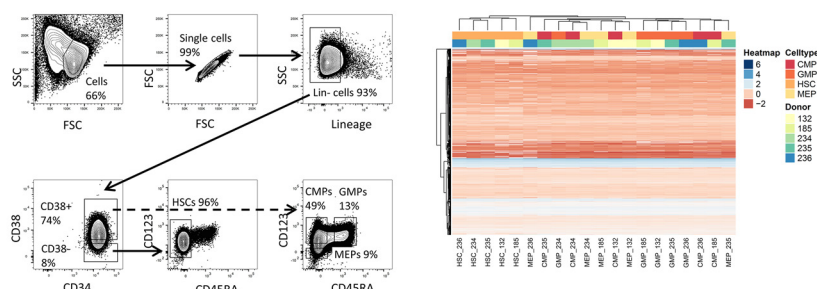 SSC
Cells
66%
FSC
Single cells
99%
FSC
FSC
SSC
Lin- cells 93%
Lineage
CD38+
74%
CD38-
8%
CD38
CD34
HSCs 96%
CD123
CD45RA
CMPs GMPs
49% 13%
MEPs 9%
CD123
CD45RA
Heatmap
6
4
2
0
−2
Celltype
CMP
GMP
HSC
MEP
Donor
132
185
234
235
236
HSC_236
HSC_234
HSC_235
HSC_132
HSC_185
MEP_236
CMP_235
GMP_234
CMP_234
MEP_234
MEP_185
CMP_132
MEP_132
GMP_185
GMP_132
GMP_235
GMP_236
CMP_236
CMP_185
MEP_235